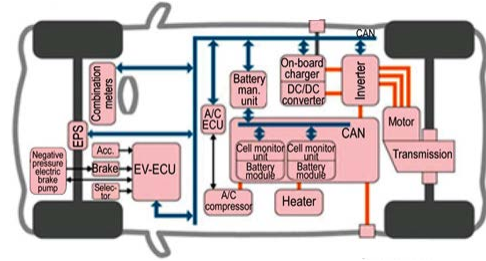 CAN
On-board
charger
DC/DC
converter
Inverter
Battery
man.
unit
Combination
meters
A/C
ECU
Motor
EPS
CAN
Acc.
Cell monitor
unit
Battery
module
Cell monitor
unit
Battery
module
Transmission
Negative
pressure
electric
brake
pump
Brake
EV-ECU
Selec-
tor
A/C
compressor
Heater